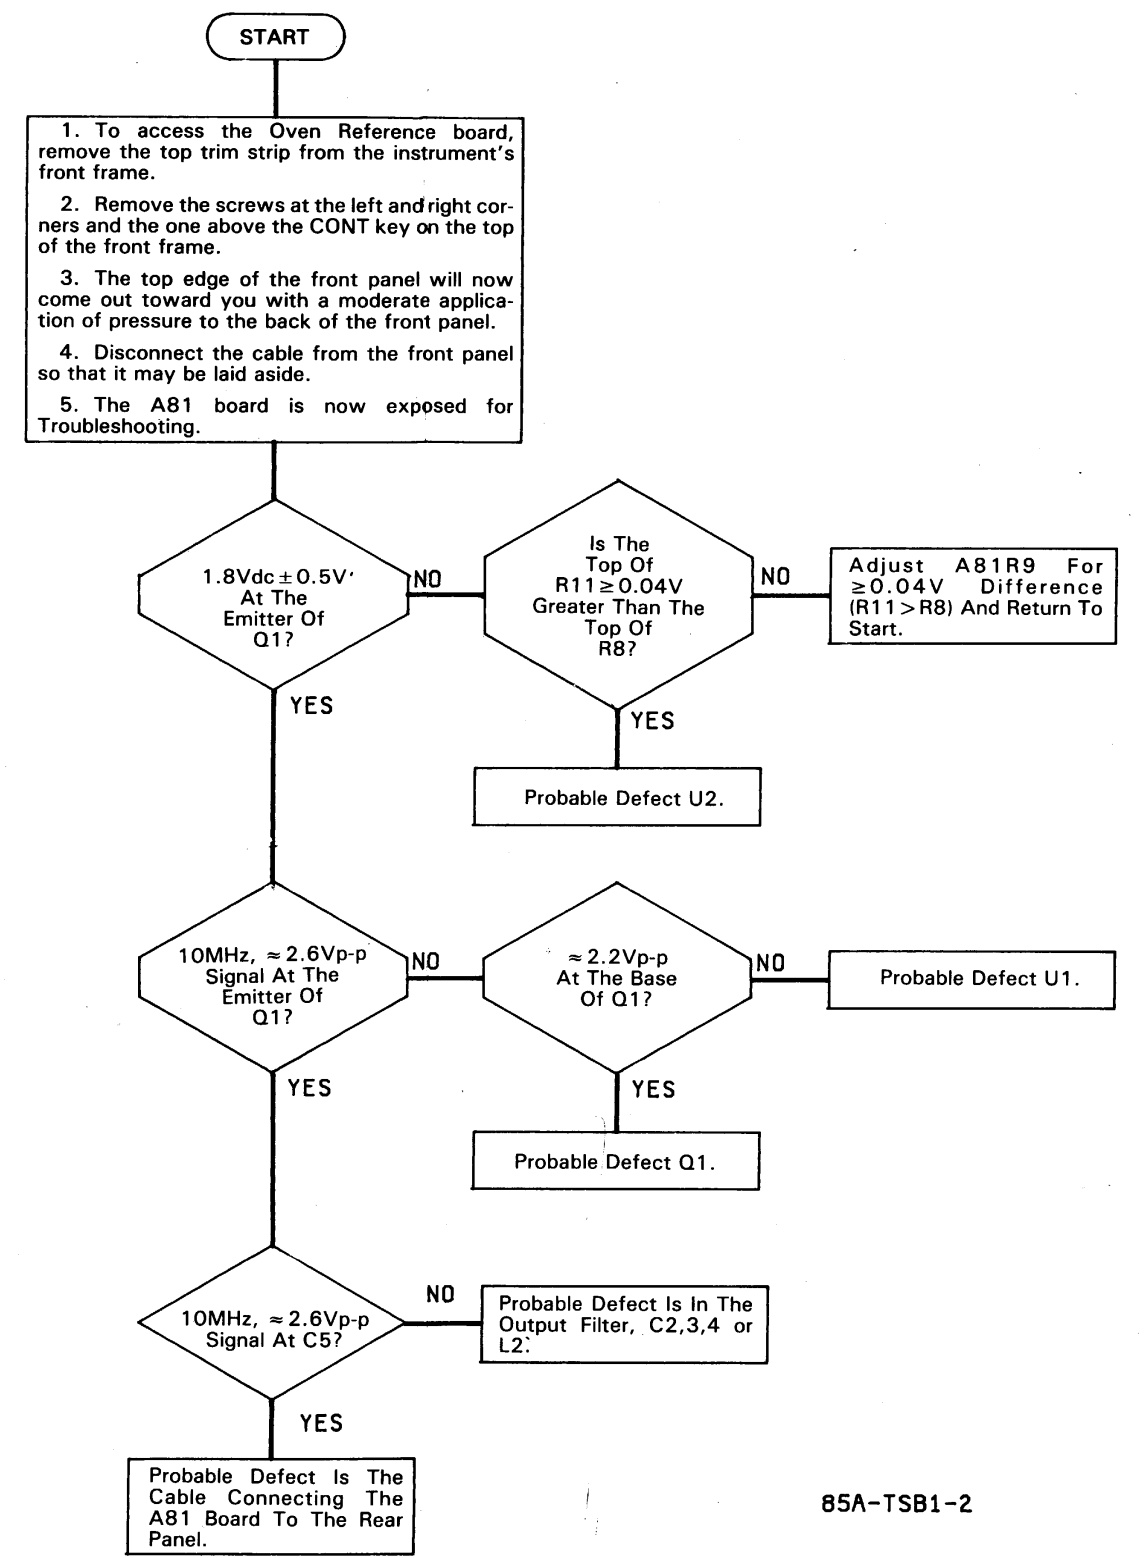 START
1. To access the Oven Reference board,
remove the top trim strip from the instrument's
front frame.
2. Remove the screws at the left and right cor-
ners and the one above the CONT key on the top
of the front frame.
3. The top edge of the front panel will now
come out toward you with a moderate applica-
tion of pressure to the back of the front panel.
4. Disconnect the cable from the front panel
so that it may be laid aside.
5. The A81 board is now exposed for
Troubleshooting.
1.8Vdc±0.5V
At The
Emitter Of
Q1?
NO
Is The
Top Of
R11≥0.04V
Greater Than The
Top Of
R8?
NO
Adjust A81R9 For
≥0.04V Difference
(R11>R8) And Return To
Start.
YES
YES
Probable Defect U2.
10MHz, ≈2.6Vp-p
Signal At The
Emitter Of
Q1?
NO
≈2.2Vp-p
At The Base
Of Q1?
NO
Probable Defect U1.
YES
YES
Probable Defect Q1.
10MHz, ≈2.6Vp-p
Signal At C5?
NO
Probable Defect Is In The
Output Filter, C2,3,4 or
L2.
YES
Probable Defect Is The
Cable Connecting The
A81 Board To The Rear
Panel.
85A-TSB1-2